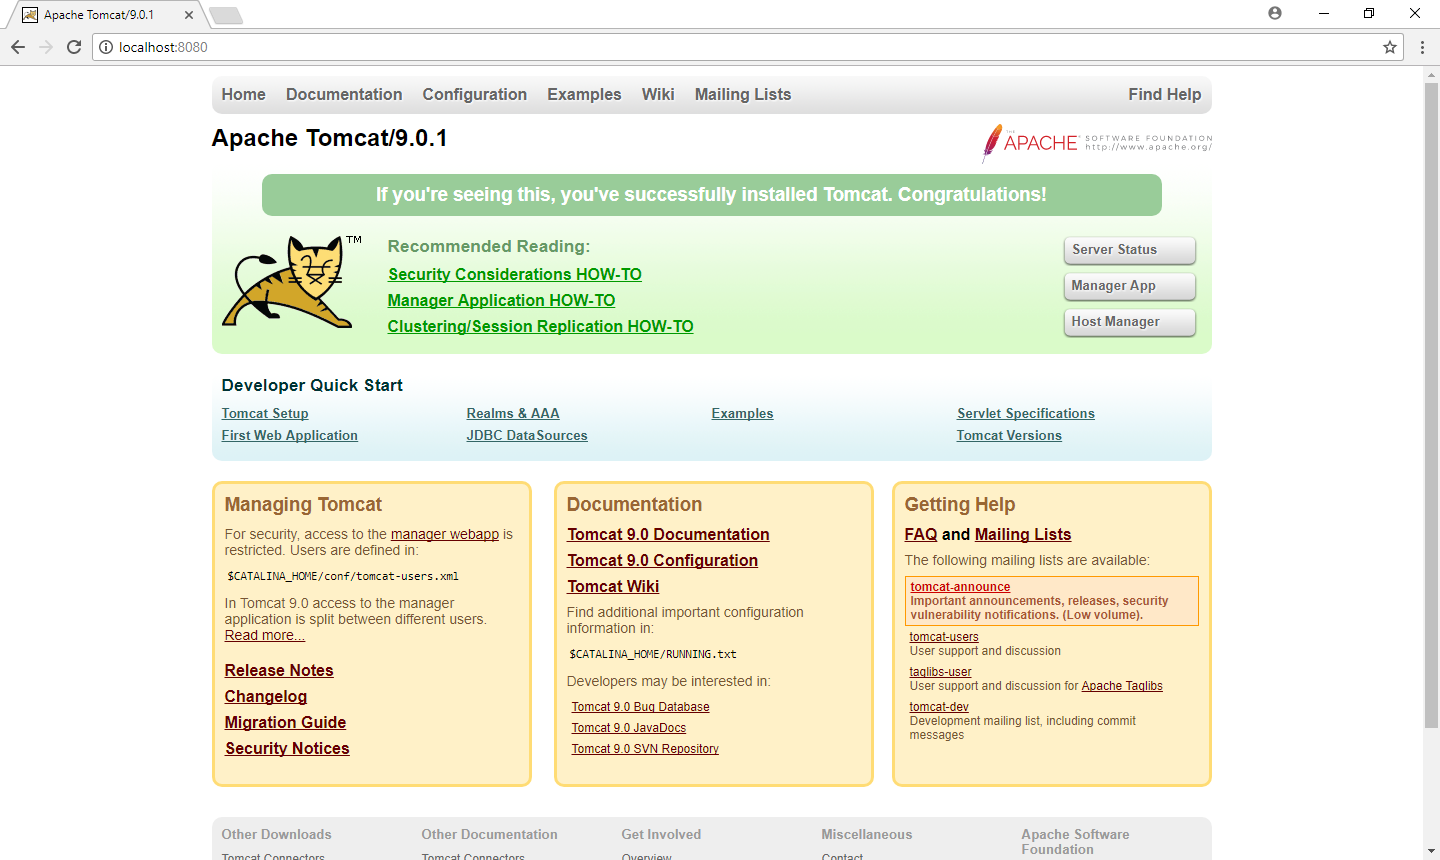 Apache Tomcat/9.0.1
localhost:8080
Home Documentation Configuration Examples Wiki Mailing Lists Find Help
Apache Tomcat/9.0.1
THE APACHE® SOFTWARE FOUNDATION
http://www.apache.org/
If you're seeing this, you've successfully installed Tomcat. Congratulations!
TM
Recommended Reading:
Security Considerations HOW-TO
Manager Application HOW-TO
Clustering/Session Replication HOW-TO
Server Status
Manager App
Host Manager
Developer Quick Start
Tomcat Setup
First Web Application
Realms & AAA
JDBC DataSources
Examples
Servlet Specifications
Tomcat Versions
Managing Tomcat
For security, access to the manager webapp is
restricted. Users are defined in:
$CATALINA_HOME/conf/tomcat-users.xml
In Tomcat 9.0 access to the manager
application is split between different users.
Read more...
Release Notes
Changelog
Migration Guide
Security Notices
Documentation
Tomcat 9.0 Documentation
Tomcat 9.0 Configuration
Tomcat Wiki
Find additional important configuration
information in:
$CATALINA_HOME/RUNNING.txt
Developers may be interested in:
Tomcat 9.0 Bug Database
Tomcat 9.0 JavaDocs
Tomcat 9.0 SVN Repository
Getting Help
FAQ and Mailing Lists
The following mailing lists are available:
tomcat-announce
Important announcements, releases, security
vulnerability notifications. (Low volume).
tomcat-users
User support and discussion
taglibs-user
User support and discussion for Apache Taglibs
tomcat-dev
Development mailing list, including commit
messages
Other Downloads
Tomcat Connectors
Other Documentation
Tomcat Connectors
Get Involved
Overview
Miscellaneous
Contact
Apache Software
Foundation